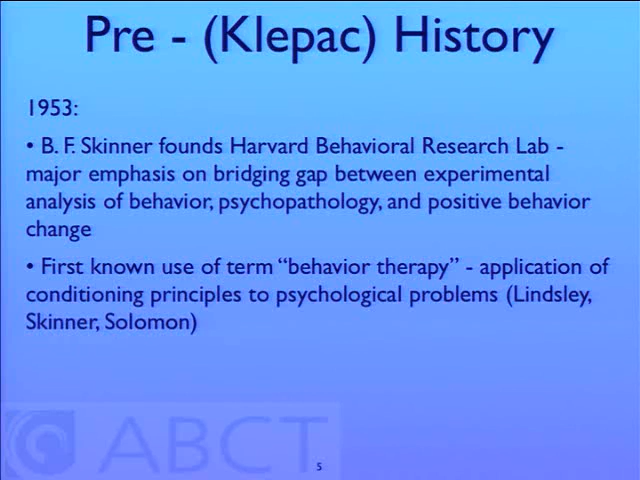 Pre - (Klepac) History
1953:
• B. F. Skinner founds Harvard Behavioral Research Lab -
major emphasis on bridging gap between experimental
analysis of behavior, psychopathology, and positive behavior
change
• First known use of term “behavior therapy” - application of
conditioning principles to psychological problems (Lindsley,
Skinner, Solomon)
ABCT
5